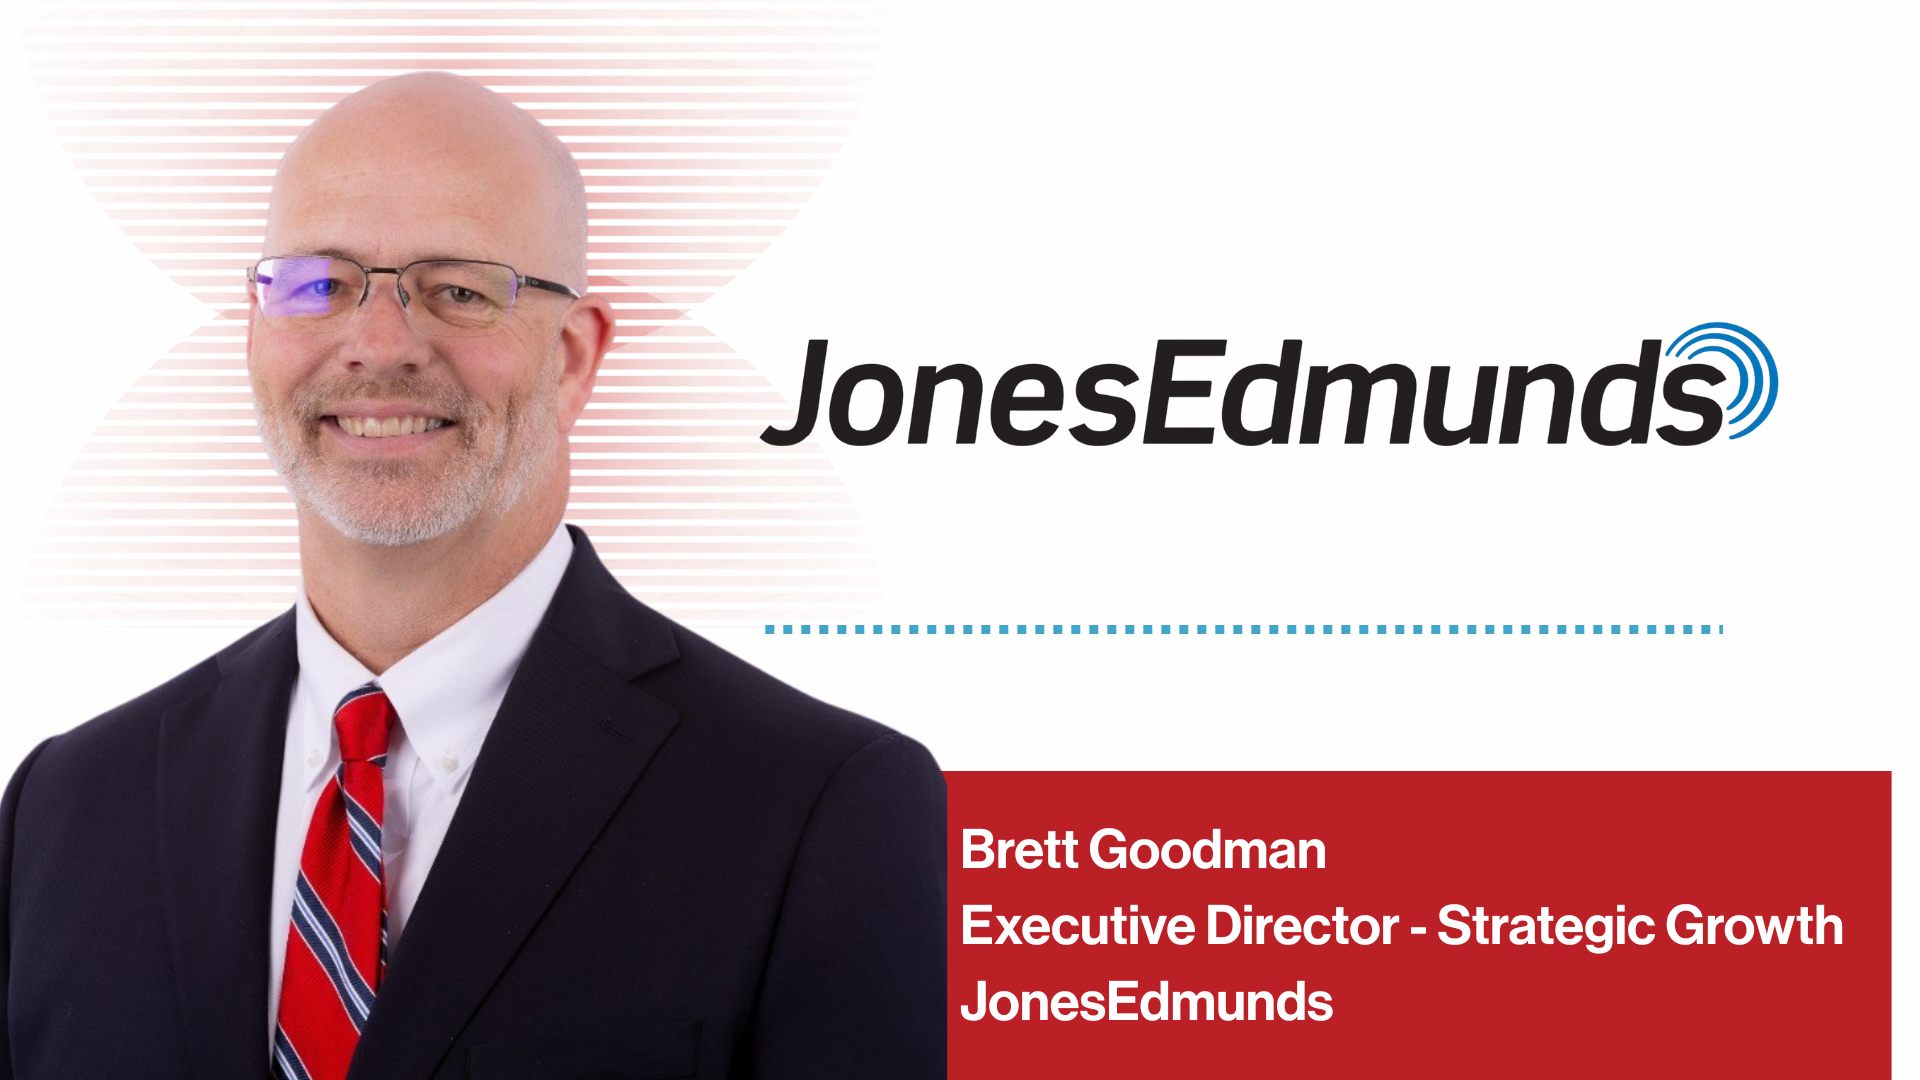 JonesEdmunds
Brett Goodman
Executive Director - Strategic Growth
JonesEdmunds